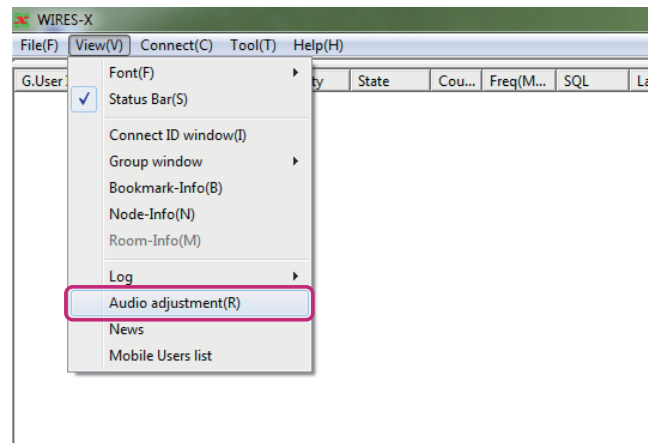 WIRES-X
File(F) View(V) Connect(C) Tool(T) Help(H)
G.User ty State Cou... Freq(M... SQL La
Font(F)
Status Bar(S)
Connect ID window(I)
Group window
Bookmark-Info(B)
Node-Info(N)
Room-Info(M)
Log
Audio adjustment(R)
News
Mobile Users list